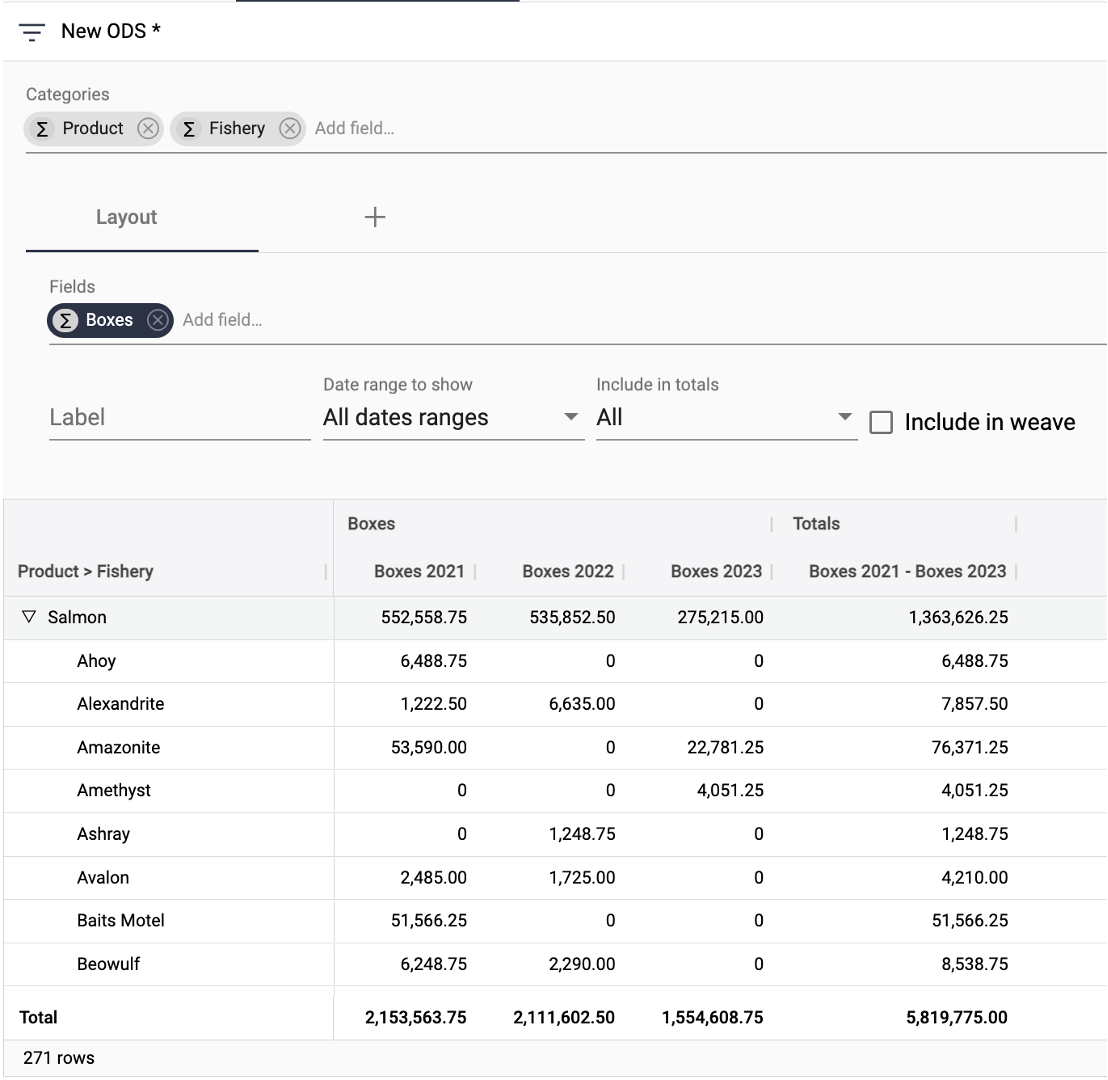 New ODS *
Categories
Σ Product Σ Fishery Add field...
Layout +
Fields
Σ Boxes Add field...
Date range to show Include in totals
Label All dates ranges All Include in weave
Boxes Totals
Product > Fishery Boxes 2021 Boxes 2022 Boxes 2023 Boxes 2021 - Boxes 2023
Salmon 552,558.75 535,852.50 275,215.00 1,363,626.25
Ahoy 6,488.75 0 0 6,488.75
Alexandrite 1,222.50 6,635.00 0 7,857.50
Amazonite 53,590.00 0 22,781.25 76,371.25
Amethyst 0 0 4,051.25 4,051.25
Ashray 0 1,248.75 0 1,248.75
Avalon 2,485.00 1,725.00 0 4,210.00
Baits Motel 51,566.25 0 0 51,566.25
Beowulf 6,248.75 2,290.00 0 8,538.75
Total 2,153,563.75 2,111,602.50 1,554,608.75 5,819,775.00
271 rows